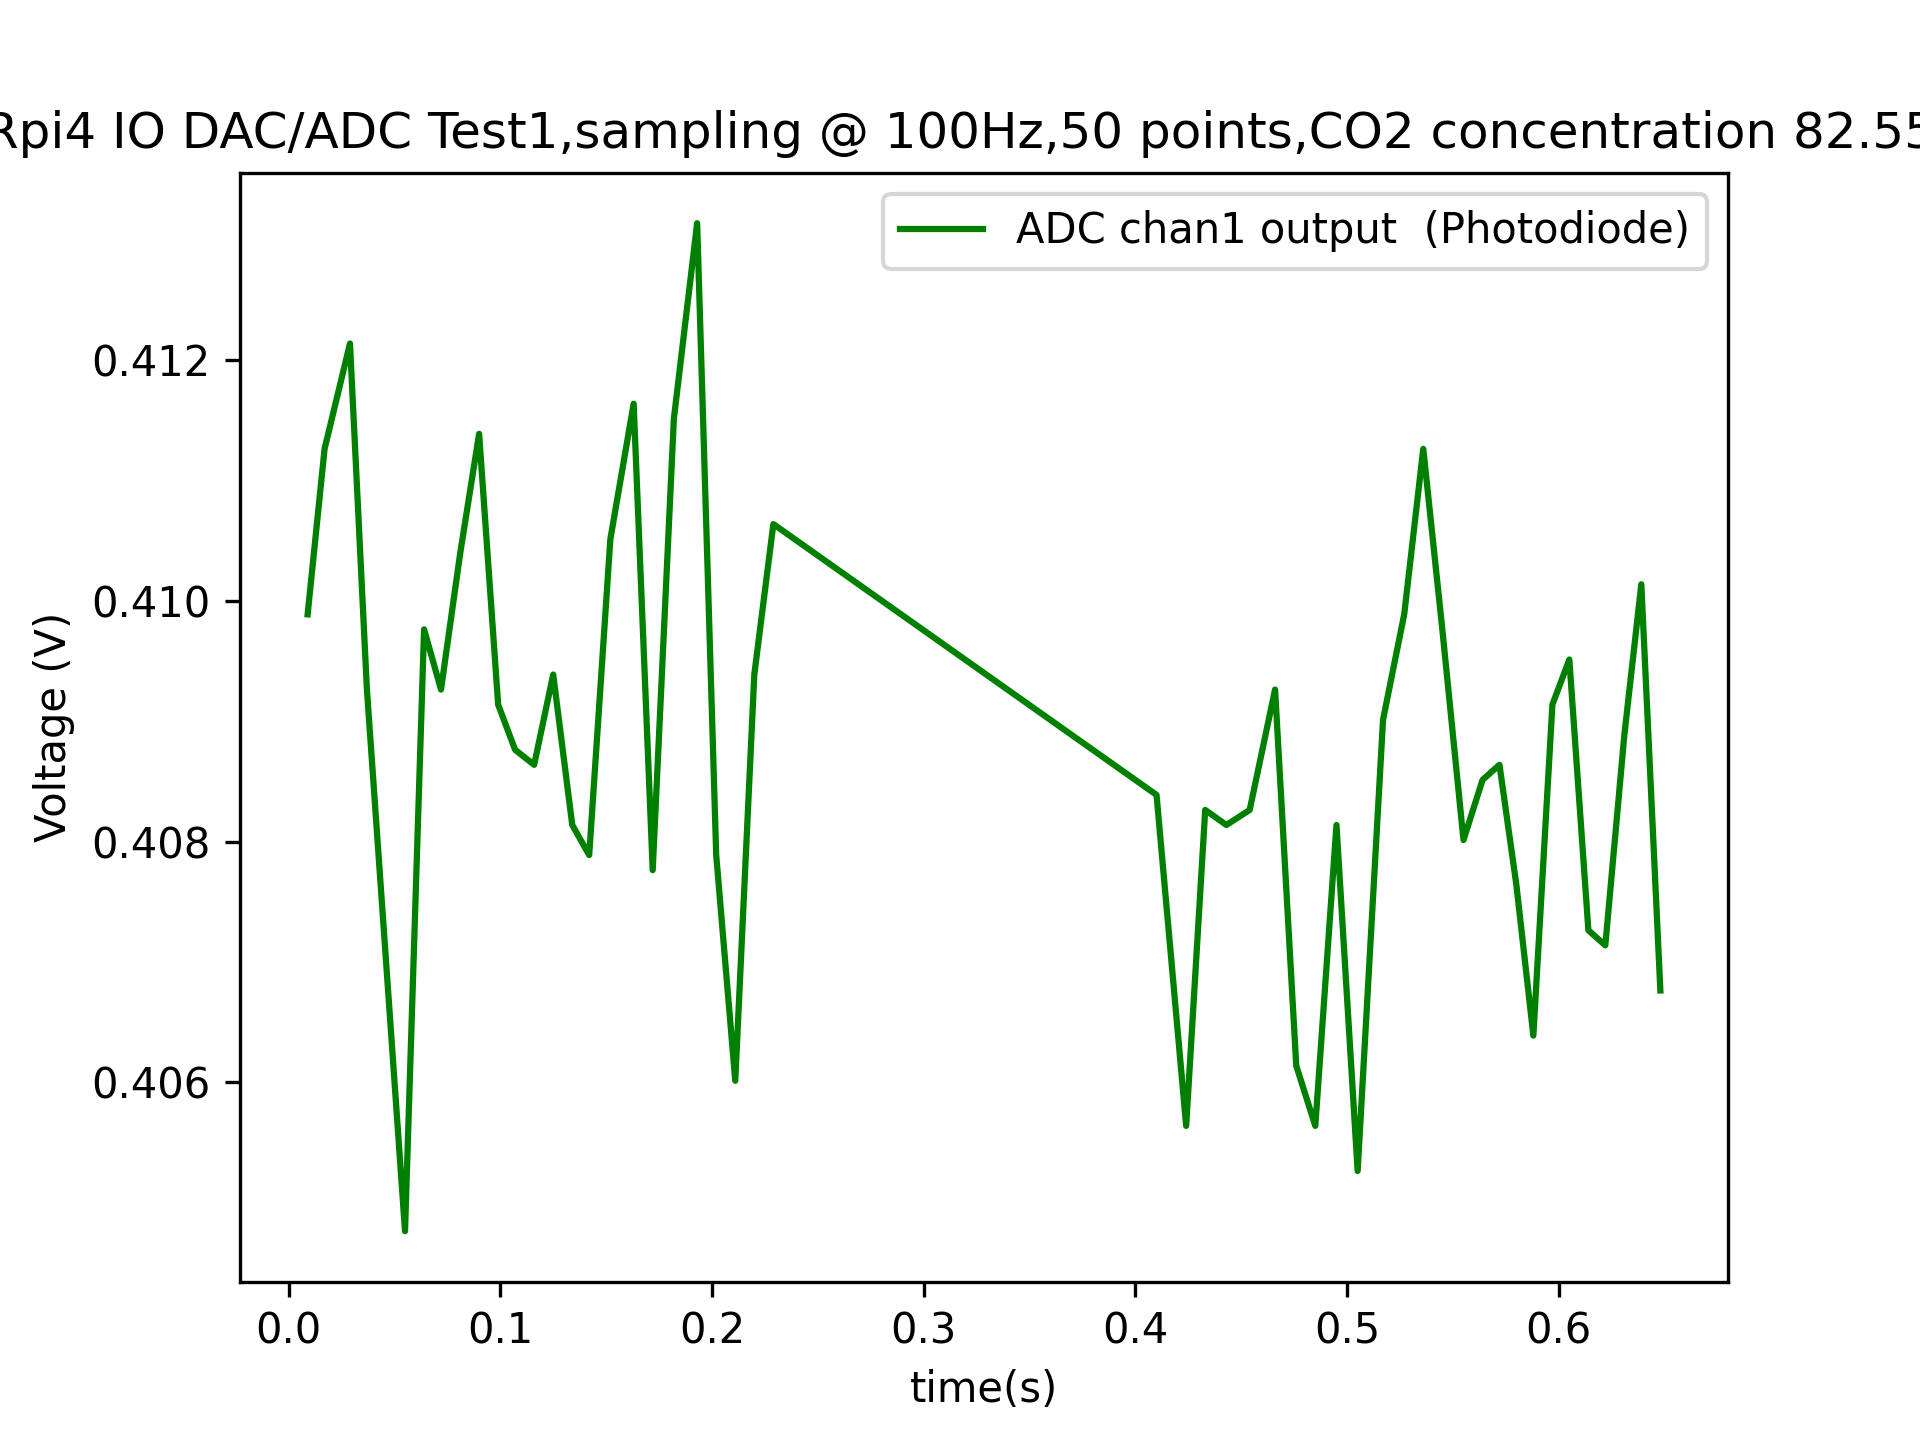 Rpi4 IO DAC/ADC Test1,sampling @ 100Hz,50 points,CO2 concentration 82.55
ADC chan1 output (Photodiode)
0.412
0.410
0.408
0.406
Voltage (V)
0.0 0.1 0.2 0.3 0.4 0.5 0.6
time(s)